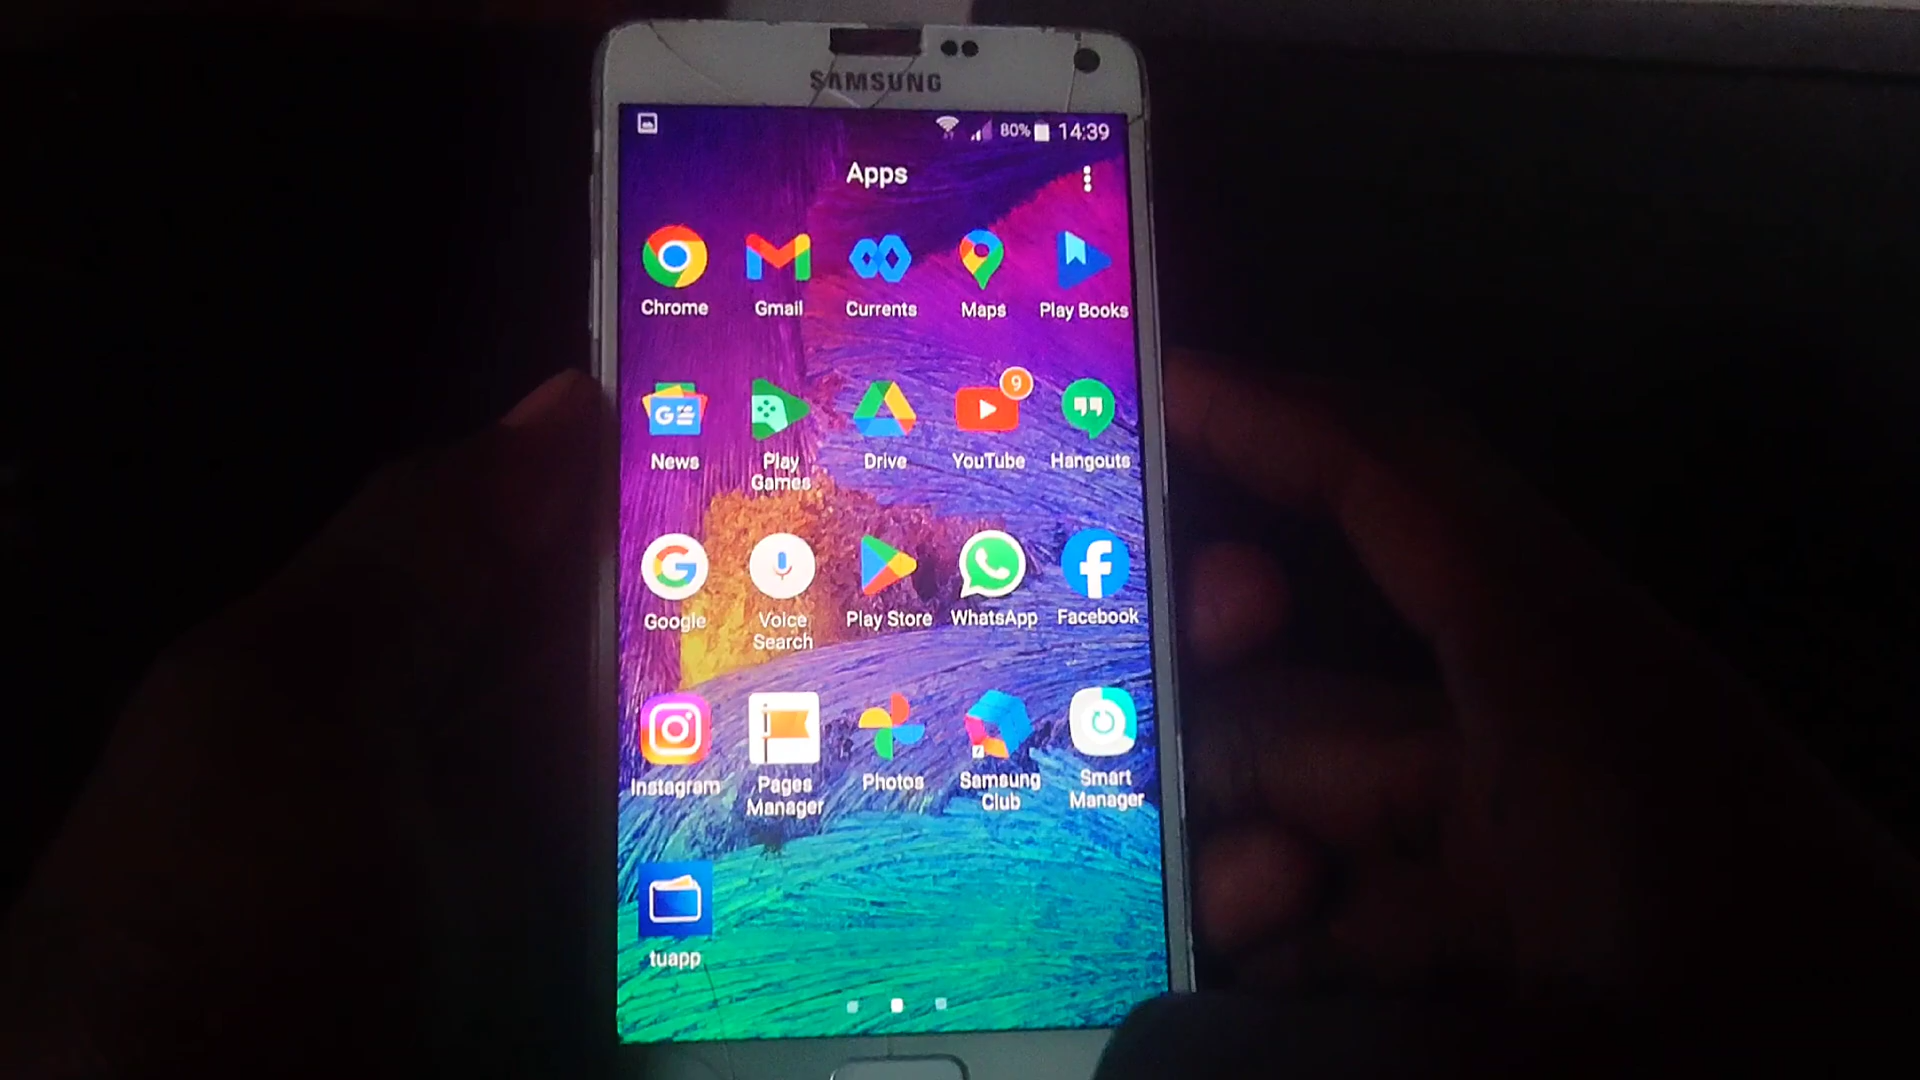 SAMSUNG
80% 14:39
Apps
Chrome Gmail Currents Maps Play Books
9
G
News Play Games Drive YouTube Hangouts
G
Google Voice Search Play Store WhatsApp Facebook
Instagram Pages Manager Photos Samsung Club Smart Manager
tuapp